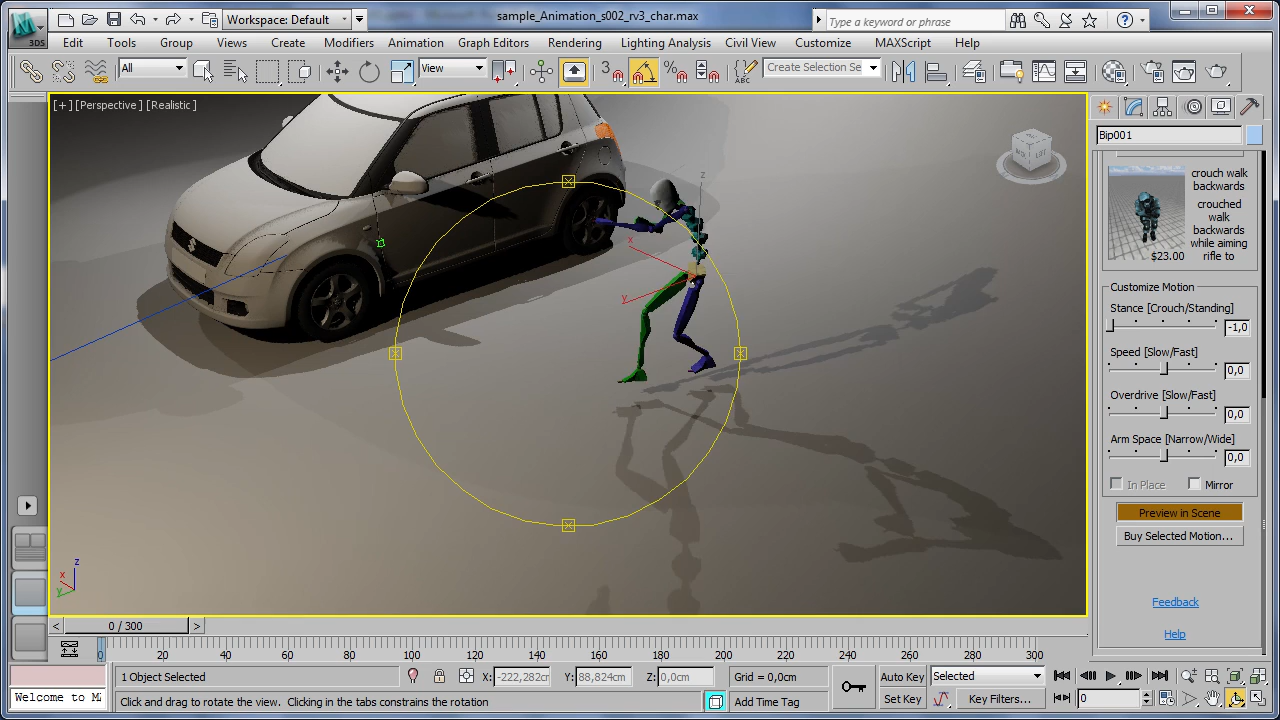 Workspace: Default
sample_Animation_s002_rv3_char.max
Type a keyword or phrase
3DS
Edit Tools Group Views Create Modifiers Animation Graph Editors Rendering Lighting Analysis Civil View Customize MAXScript Help
All
View
3
ABC
Create Selection Se
[+] [Perspective] [Realistic]
Bip001
crouch walk
backwards
crouched
walk
backwards
while aiming
rifle to
$23.00
Customize Motion
Stance [Crouch/Standing]
-1,0
Speed [Slow/Fast]
0,0
Overdrive [Slow/Fast]
0,0
Arm Space [Narrow/Wide]
0,0
In Place Mirror
Preview in Scene
Buy Selected Motion...
Feedback
Help
z
x
y
z
x
y
LEFT
< 0 / 300 >
0 20 40 60 80 100 120 140 160 180 200 220 240 260 280 300
1 Object Selected X: -222,282cm Y: 88,824cm Z: 0,0cm Grid = 0,0cm Auto Key Selected
Welcome to M Click and drag to rotate the view. Clicking in the tabs constrains the rotation Add Time Tag Set Key Key Filters... 0